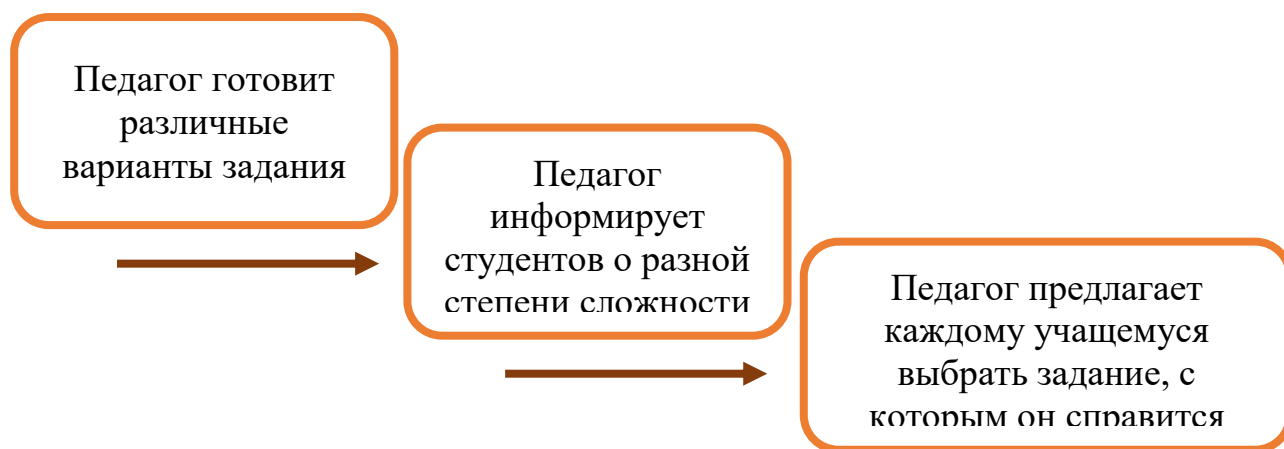 Педагог готовит
различные
варианты задания
Педагог
информирует
студентов о разной
степени сложности
Педагог предлагает
каждому учащемуся
выбрать задание, с
которым он справится